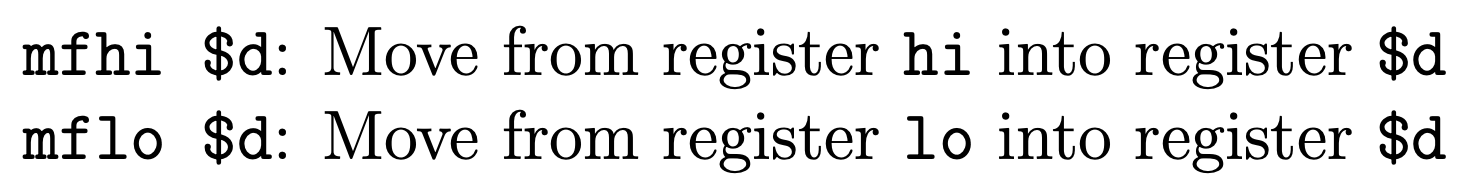 mfhi $d: Move from register hi into register $d
mflo $d: Move from register lo into register $d